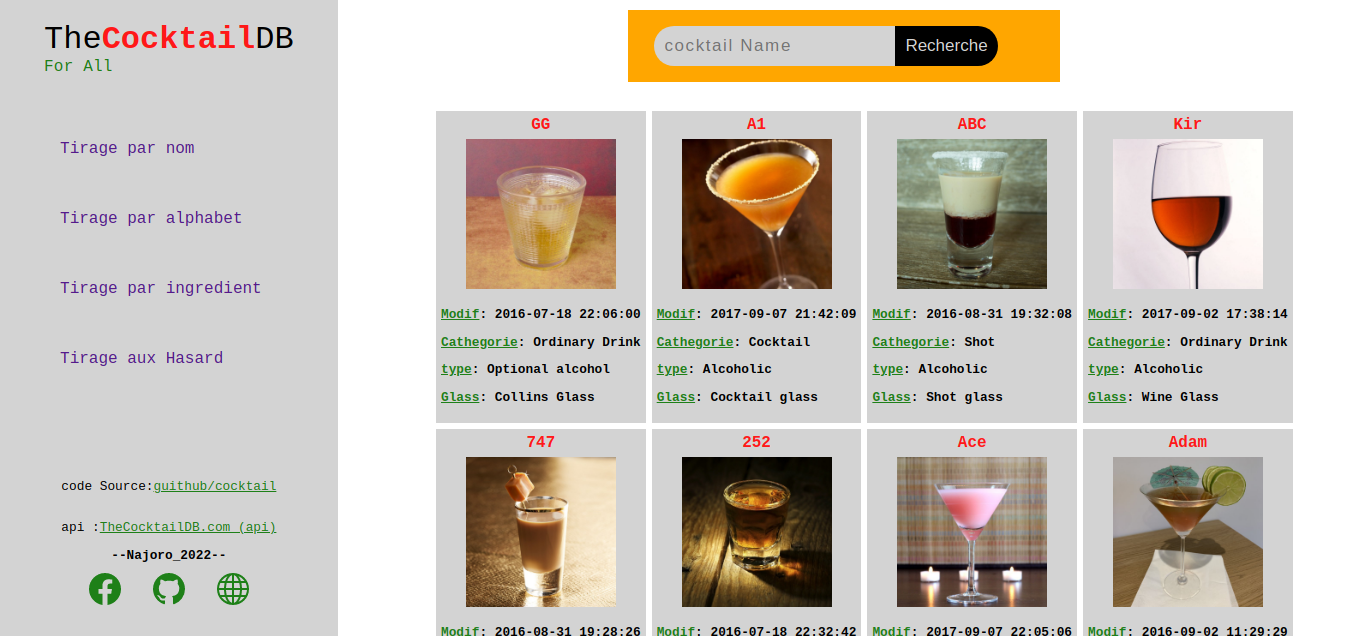 TheCocktailDB
For All
Tirage par nom
Tirage par alphabet
Tirage par ingredient
Tirage aux Hasard
code Source:guithub/cocktail
api :TheCocktailDB.com (api)
--Najoro_2022--
cocktail Name
Recherche
GG
Modif: 2016-07-18 22:06:00
Cathegorie: Ordinary Drink
type: Optional alcohol
Glass: Collins Glass
A1
Modif: 2017-09-07 21:42:09
Cathegorie: Cocktail
type: Alcoholic
Glass: Cocktail glass
ABC
Modif: 2016-08-31 19:32:08
Cathegorie: Shot
type: Alcoholic
Glass: Shot glass
Kir
Modif: 2017-09-02 17:38:14
Cathegorie: Ordinary Drink
type: Alcoholic
Glass: Wine Glass
747
Modif: 2016-08-31 19:28:26
252
Modif: 2016-07-18 22:32:42
Ace
Modif: 2017-09-07 22:05:06
Adam
Modif: 2016-09-02 11:29:29